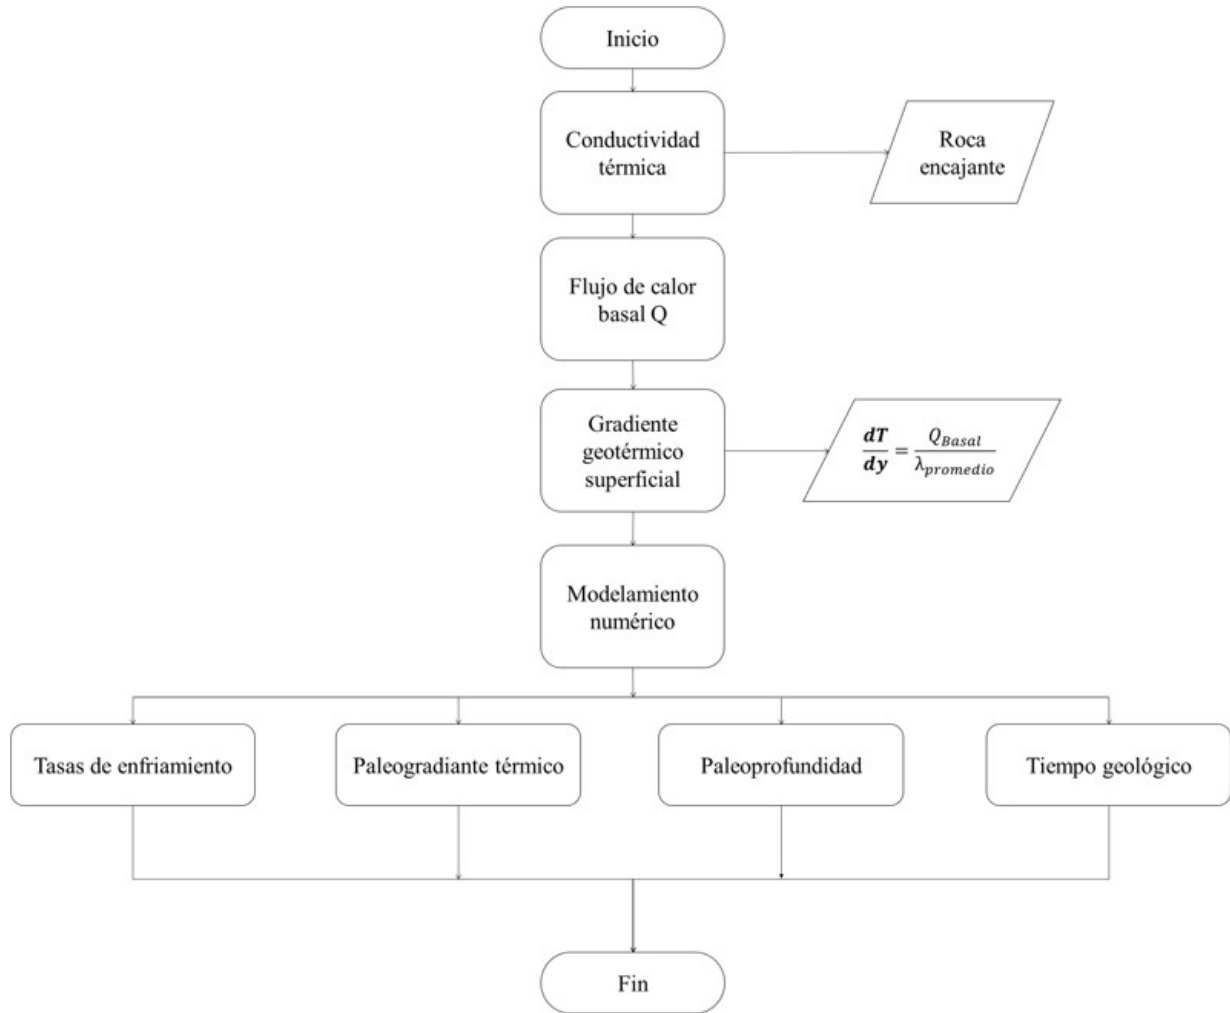 Inicio
Conductividad
térmica
Roca
encajante
Flujo de calor
basal Q
Gradiente
geotérmico
superficial
dT/dy = Q_Basal/λ_promedio
Modelamiento
numérico
Tasas de enfriamiento
Paleogradiante térmico
Paleoprofundidad
Tiempo geológico
Fin